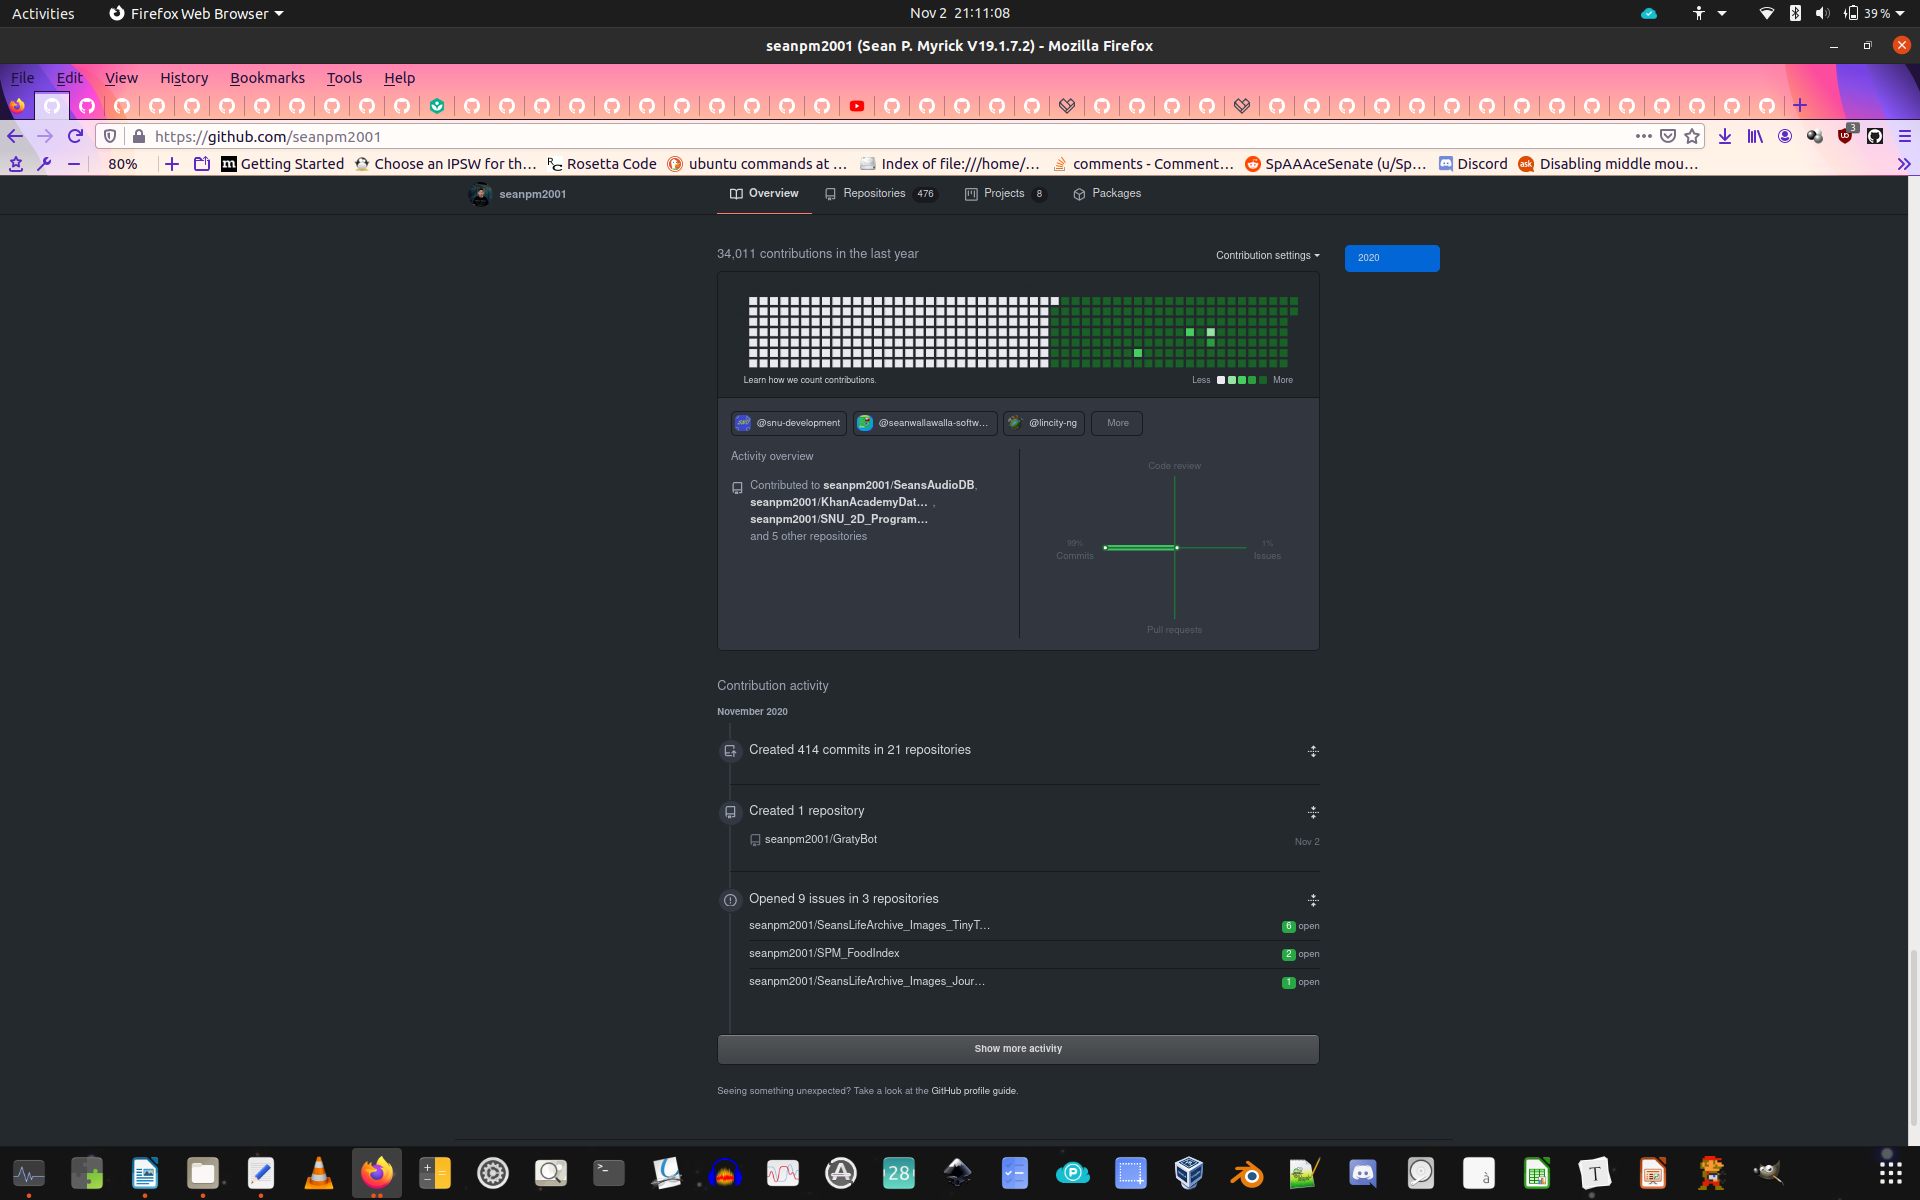 Activities
Firefox Web Browser
Nov 2 21:11:08
39 %
seanpm2001 (Sean P. Myrick V19.1.7.2) - Mozilla Firefox
File Edit View History Bookmarks Tools Help
https://github.com/seanpm2001
3
80%
m Getting Started
Choose an IPSW for th…
Rosetta Code
ubuntu commands at …
Index of file:///home/…
comments - Comment…
SpAAAceSenate (u/Sp…
Discord
ask Disabling middle mou…
seanpm2001
Overview
Repositories 476
Projects 8
Packages
34,011 contributions in the last year
Contribution settings
2020
Learn how we count contributions.
Less
More
@snu-development
@seanwallawalla-softw…
@lincity-ng
More
Activity overview
Contributed to seanpm2001/SeansAudioDB,
seanpm2001/KhanAcademyDat… ,
seanpm2001/SNU_2D_Program…
and 5 other repositories
Code review
99%
Commits
1%
Issues
Pull requests
Contribution activity
November 2020
Created 414 commits in 21 repositories
Created 1 repository
seanpm2001/GratyBot
Nov 2
Opened 9 issues in 3 repositories
seanpm2001/SeansLifeArchive_Images_TinyT…
6 open
seanpm2001/SPM_FoodIndex
2 open
seanpm2001/SeansLifeArchive_Images_Jour…
1 open
Show more activity
Seeing something unexpected? Take a look at the GitHub profile guide.
28